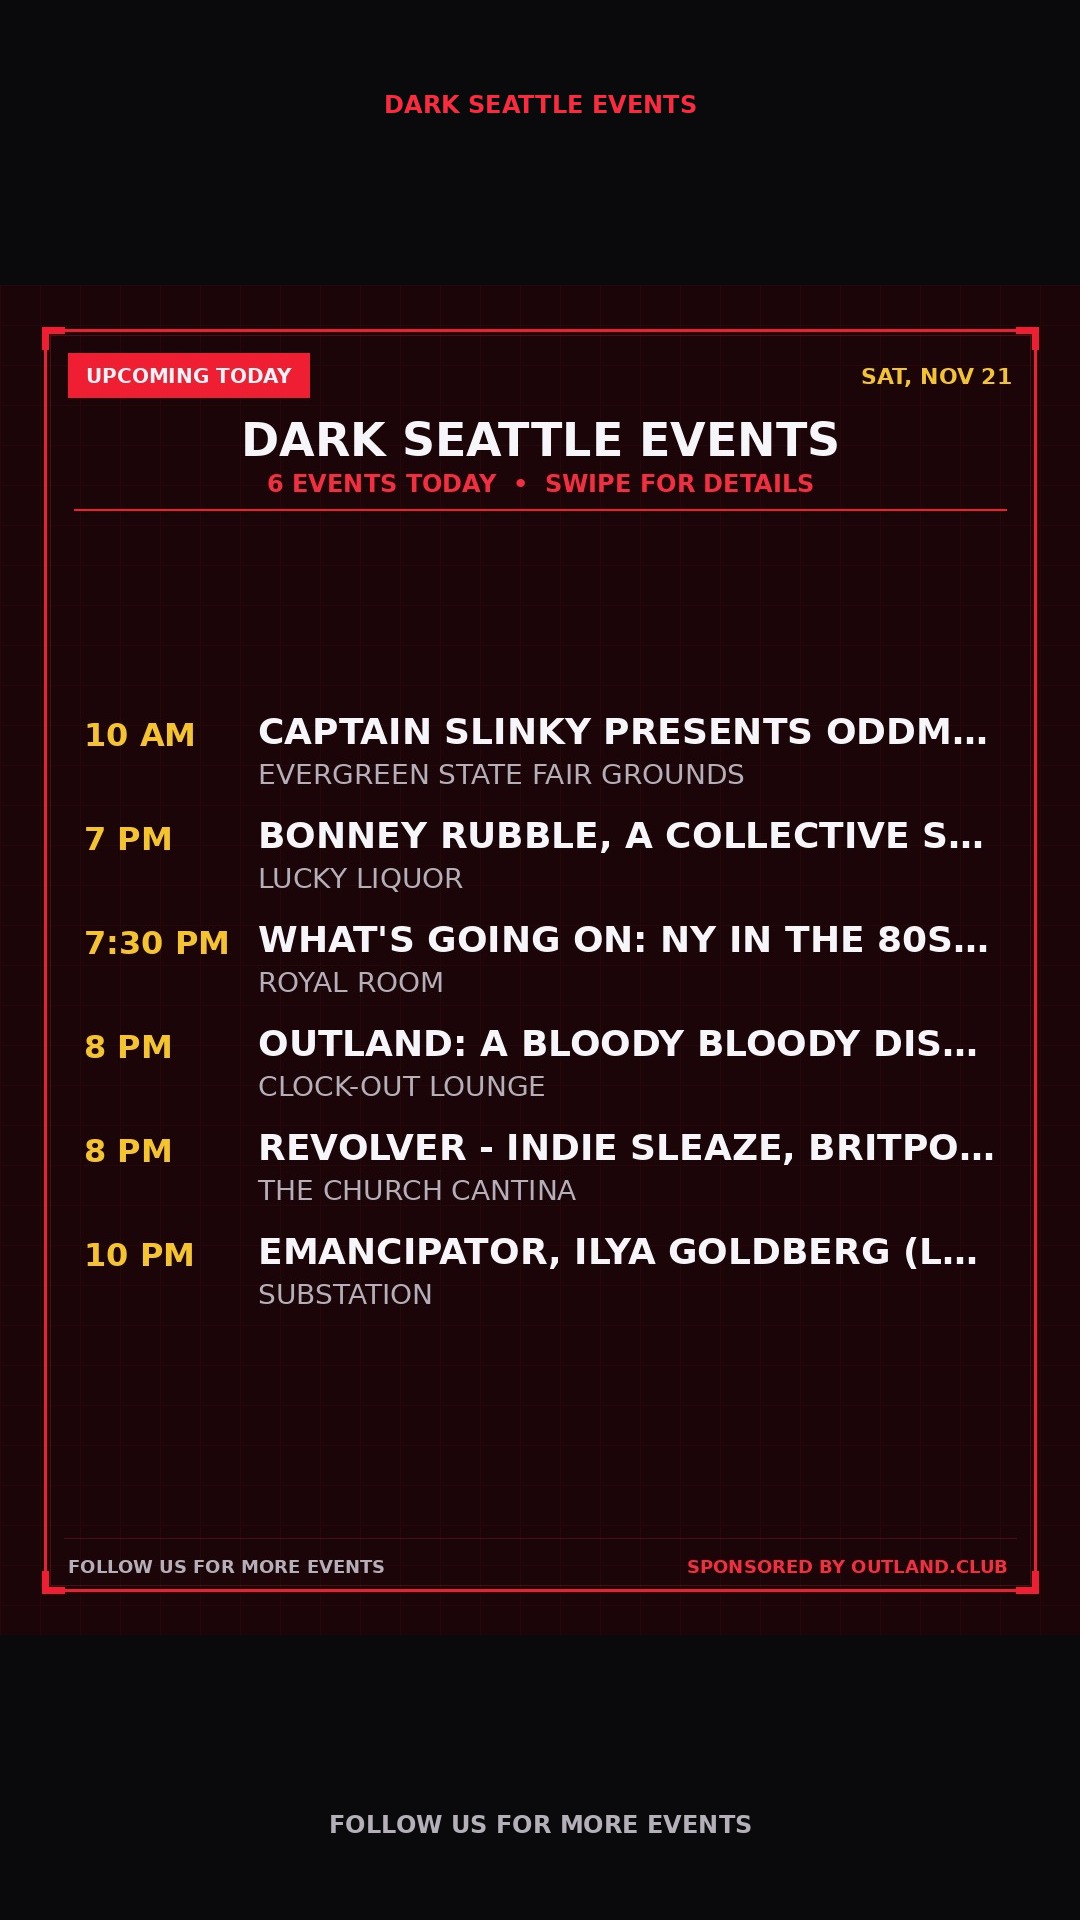 DARK SEATTLE EVENTS
UPCOMING TODAY
SAT, NOV 21
DARK SEATTLE EVENTS
6 EVENTS TODAY • SWIPE FOR DETAILS
10 AM
CAPTAIN SLINKY PRESENTS ODDM...
EVERGREEN STATE FAIR GROUNDS
7 PM
BONNEY RUBBLE, A COLLECTIVE S...
LUCKY LIQUOR
7:30 PM
WHAT'S GOING ON: NY IN THE 80S...
ROYAL ROOM
8 PM
OUTLAND: A BLOODY BLOODY DIS...
CLOCK-OUT LOUNGE
8 PM
REVOLVER - INDIE SLEAZE, BRITPO...
THE CHURCH CANTINA
10 PM
EMANCIPATOR, ILYA GOLDBERG (L...
SUBSTATION
FOLLOW US FOR MORE EVENTS
SPONSORED BY OUTLAND.CLUB
FOLLOW US FOR MORE EVENTS